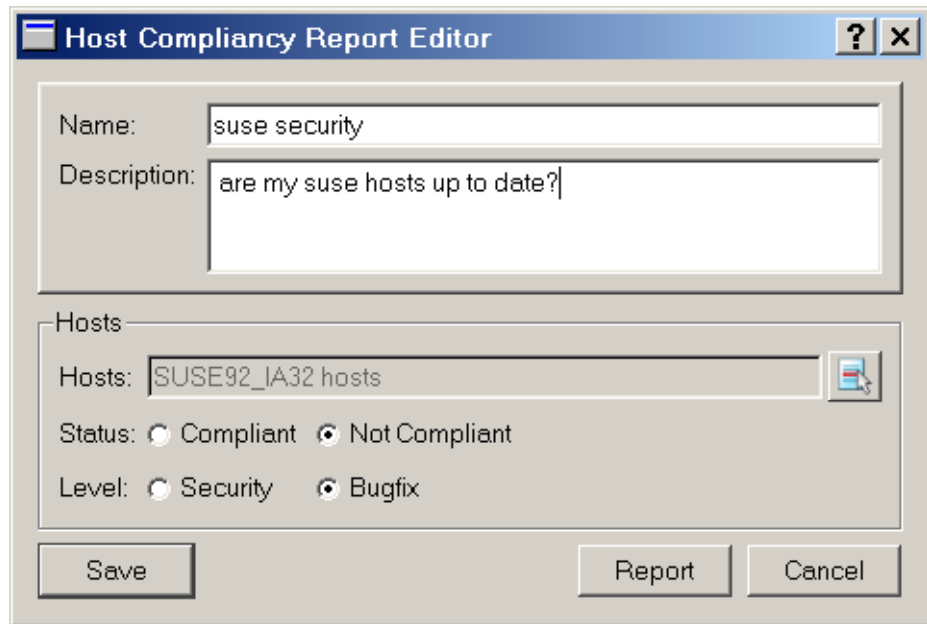 Host Compliancy Report Editor
Name: suse security
Description: are my suse hosts up to date?
Hosts
Hosts: SUSE92_IA32 hosts
Status: Compliant Not Compliant
Level: Security Bugfix
Save Report Cancel